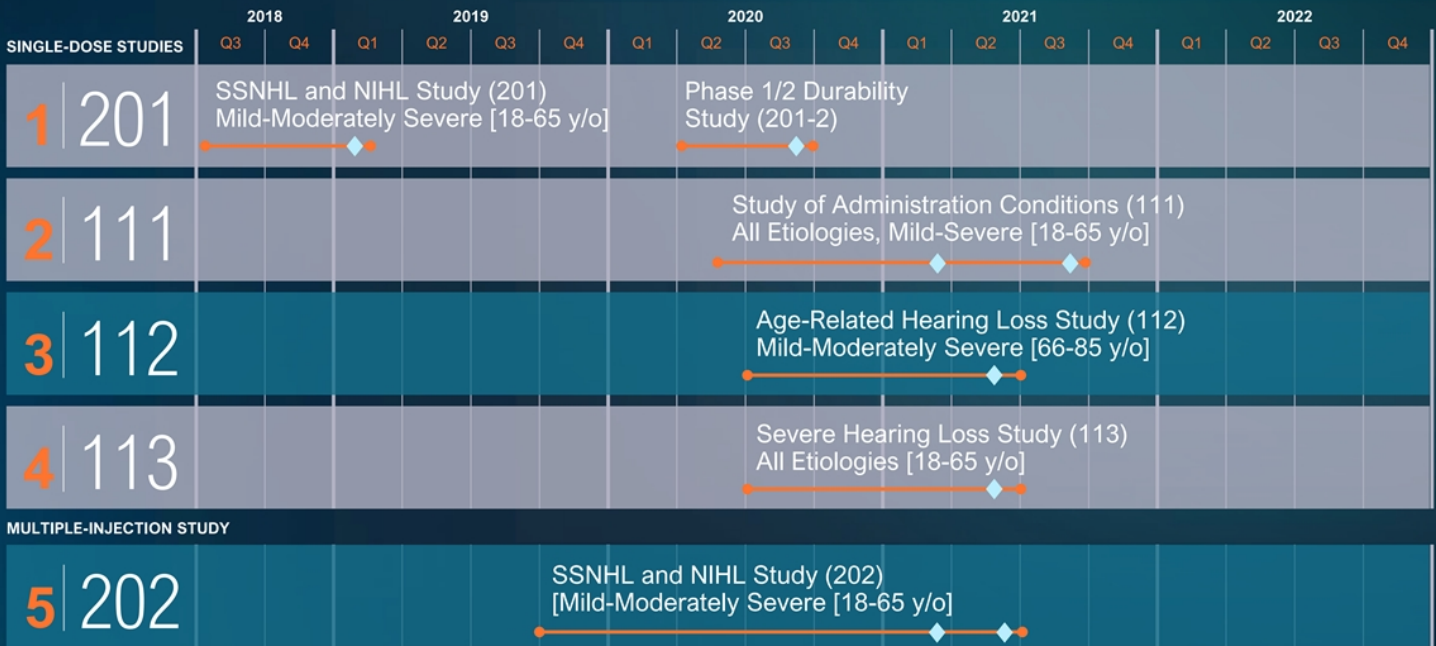 2018 2019 2020 2021 2022
SINGLE-DOSE STUDIES Q3 Q4 Q1 Q2 Q3 Q4 Q1 Q2 Q3 Q4 Q1 Q2 Q3 Q4 Q1 Q2 Q3 Q4
1 201
SSNHL and NIHL Study (201)
Mild-Moderately Severe [18-65 y/o]
Phase 1/2 Durability
Study (201-2)
2 111
Study of Administration Conditions (111)
All Etiologies, Mild-Severe [18-65 y/o]
3 112
Age-Related Hearing Loss Study (112)
Mild-Moderately Severe [66-85 y/o]
4 113
Severe Hearing Loss Study (113)
All Etiologies [18-65 y/o]
MULTIPLE-INJECTION STUDY
5 202
SSNHL and NIHL Study (202)
[Mild-Moderately Severe [18-65 y/o]